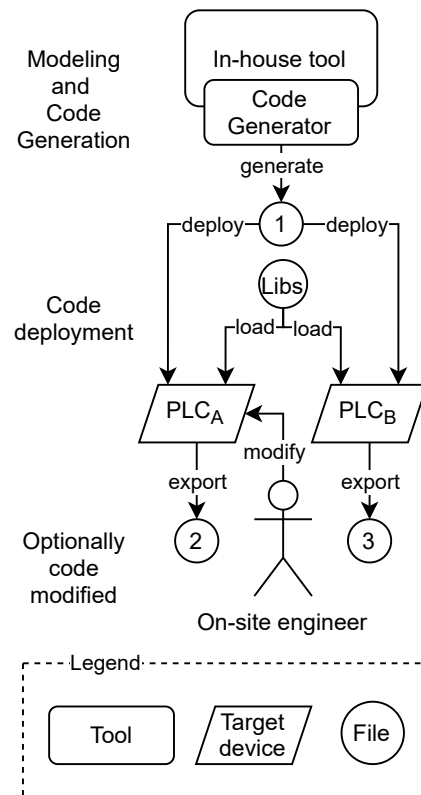 Modeling
and
Code
Generation
In-house tool
Code
Generator
generate
deploy
1
deploy
Libs
Code
deployment
load
load
PLCA
PLCB
modify
export
export
2
3
Optionally
code
modified
On-site engineer
Legend
Tool
Target
device
File